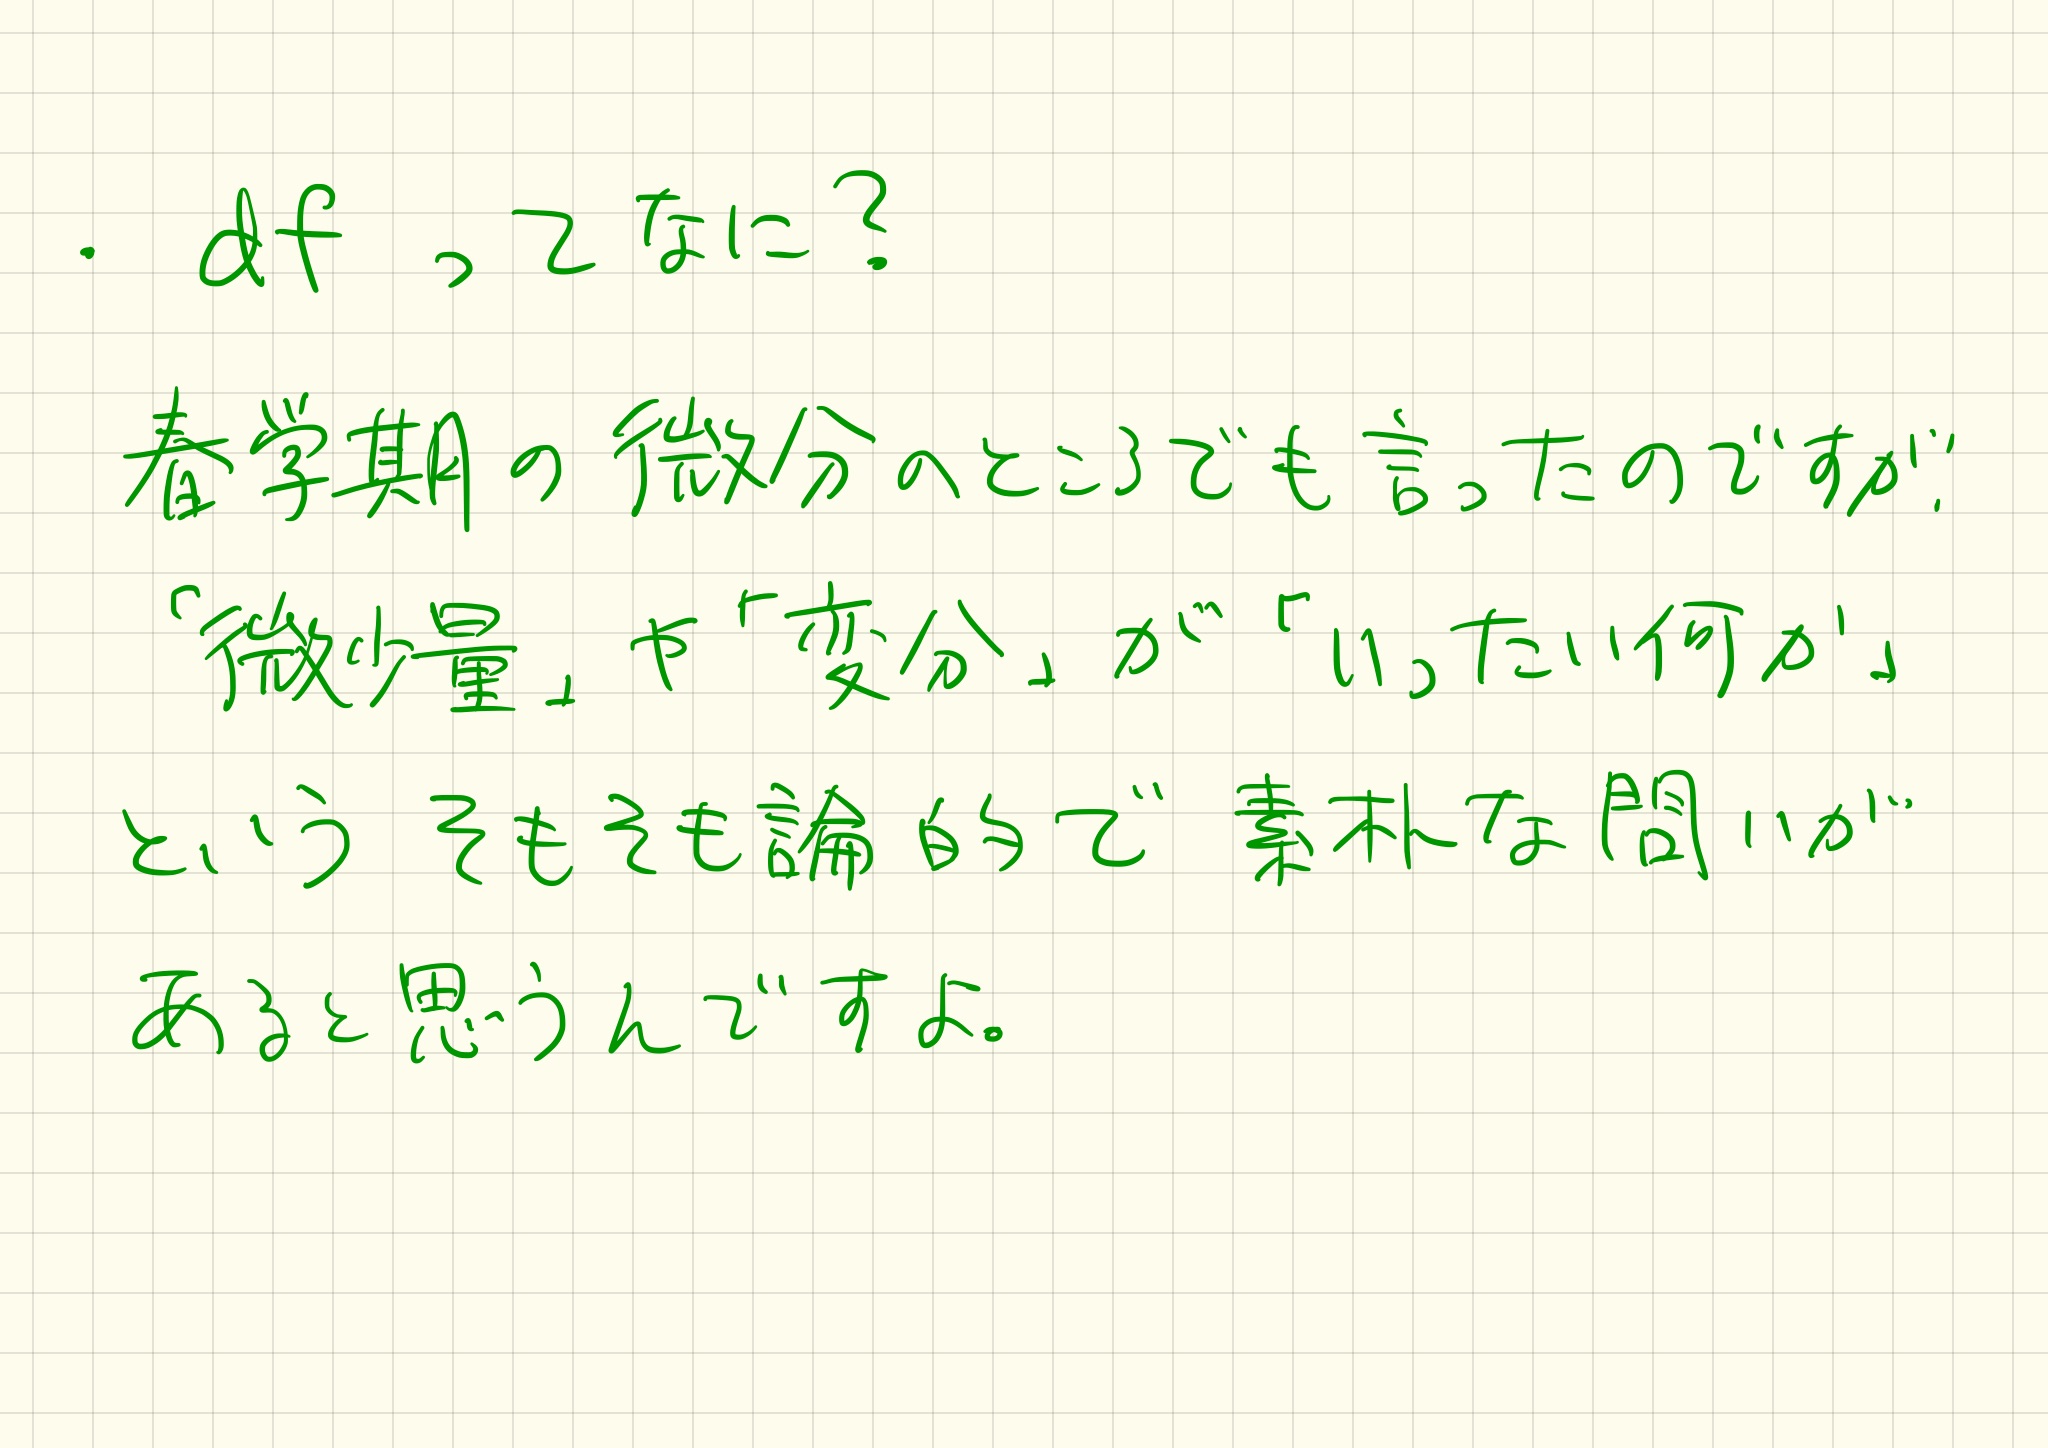 ・ df ってなに？
春学期の微分のところでも言ったのですが、
「微少量」や「変分」が「いったい何か」
という そもそも論的で 素朴な問いが
あると思うんですよ。